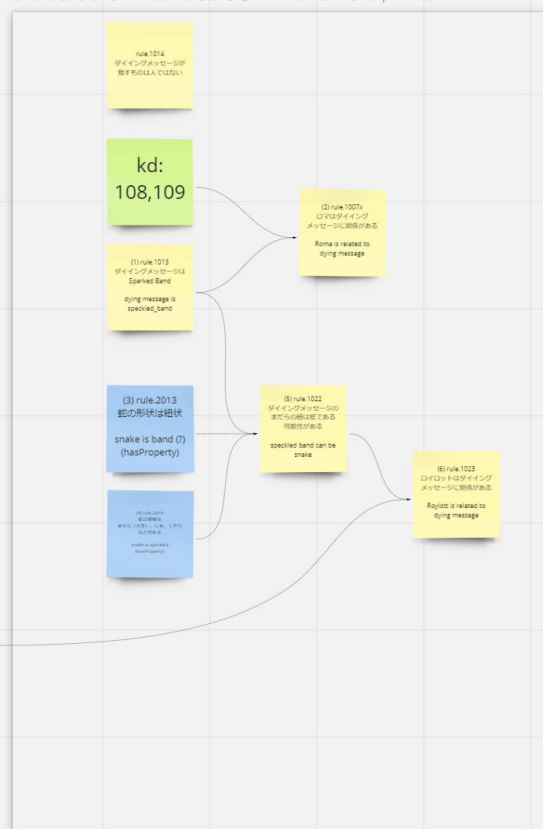 rule.1014
ダイイングメッセージが
指すものは人ではない
kd:
108,109
(2) rule.1007x
ロマはダイイング
メッセージに関係がある
Roma is related to
dying message
(1) rule.1013
ダイイングメッセージは
Sparked Band
dying message is
speckled_band
(3) rule.2013
蛇の形状は紐状
snake is band (?)
(hasProperty)
(5) rule.1022
ダイイングメッセージの
まだらの紐は蛇である
可能性がある
speckled band can be
snake
(6) rule.1023
ロイロットはダイイング
メッセージに関係がある
Roylott is related to
dying message
snake is speckled
(hasProperty)